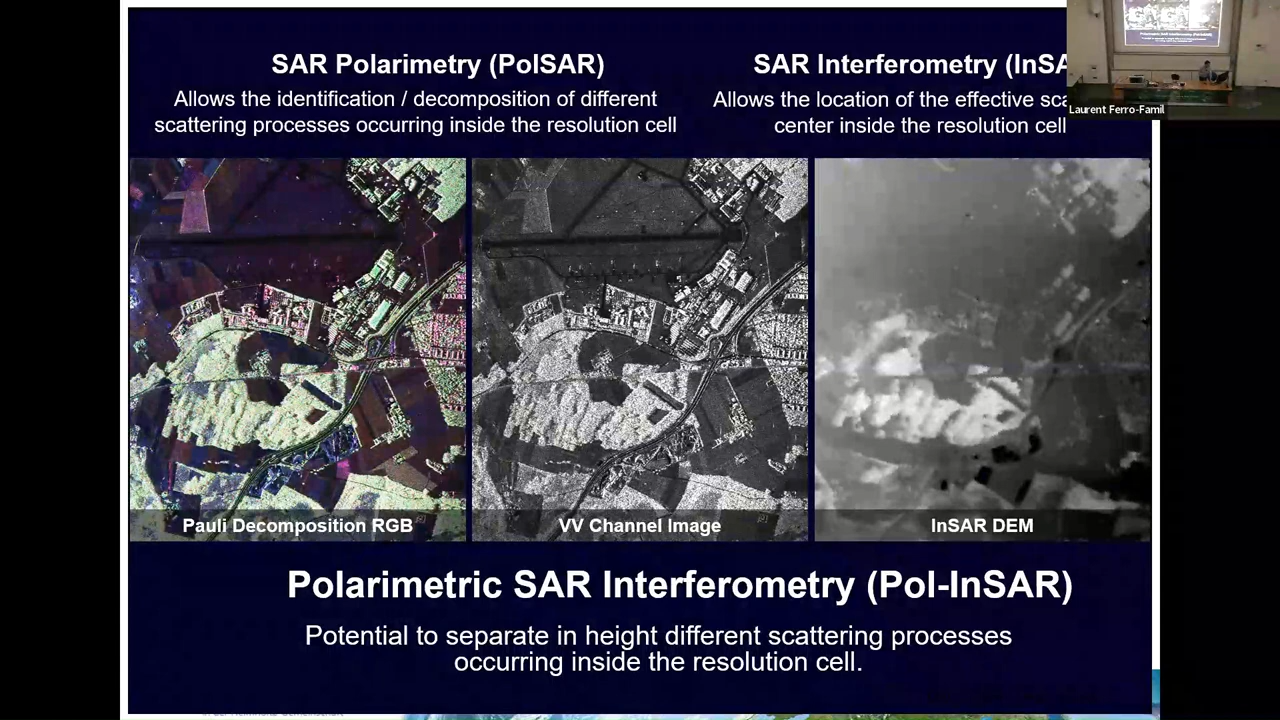 SAR Polarimetry (PolSAR)
Allows the identification / decomposition of different
scattering processes occurring inside the resolution cell
SAR Interferometry (InSA
Allows the location of the effective sca
center inside the resolution cell
Laurent Ferro-Famil
Pauli Decomposition RGB
VV Channel Image
InSAR DEM
Polarimetric SAR Interferometry (Pol-InSAR)
Potential to separate in height different scattering processes
occurring inside the resolution cell.